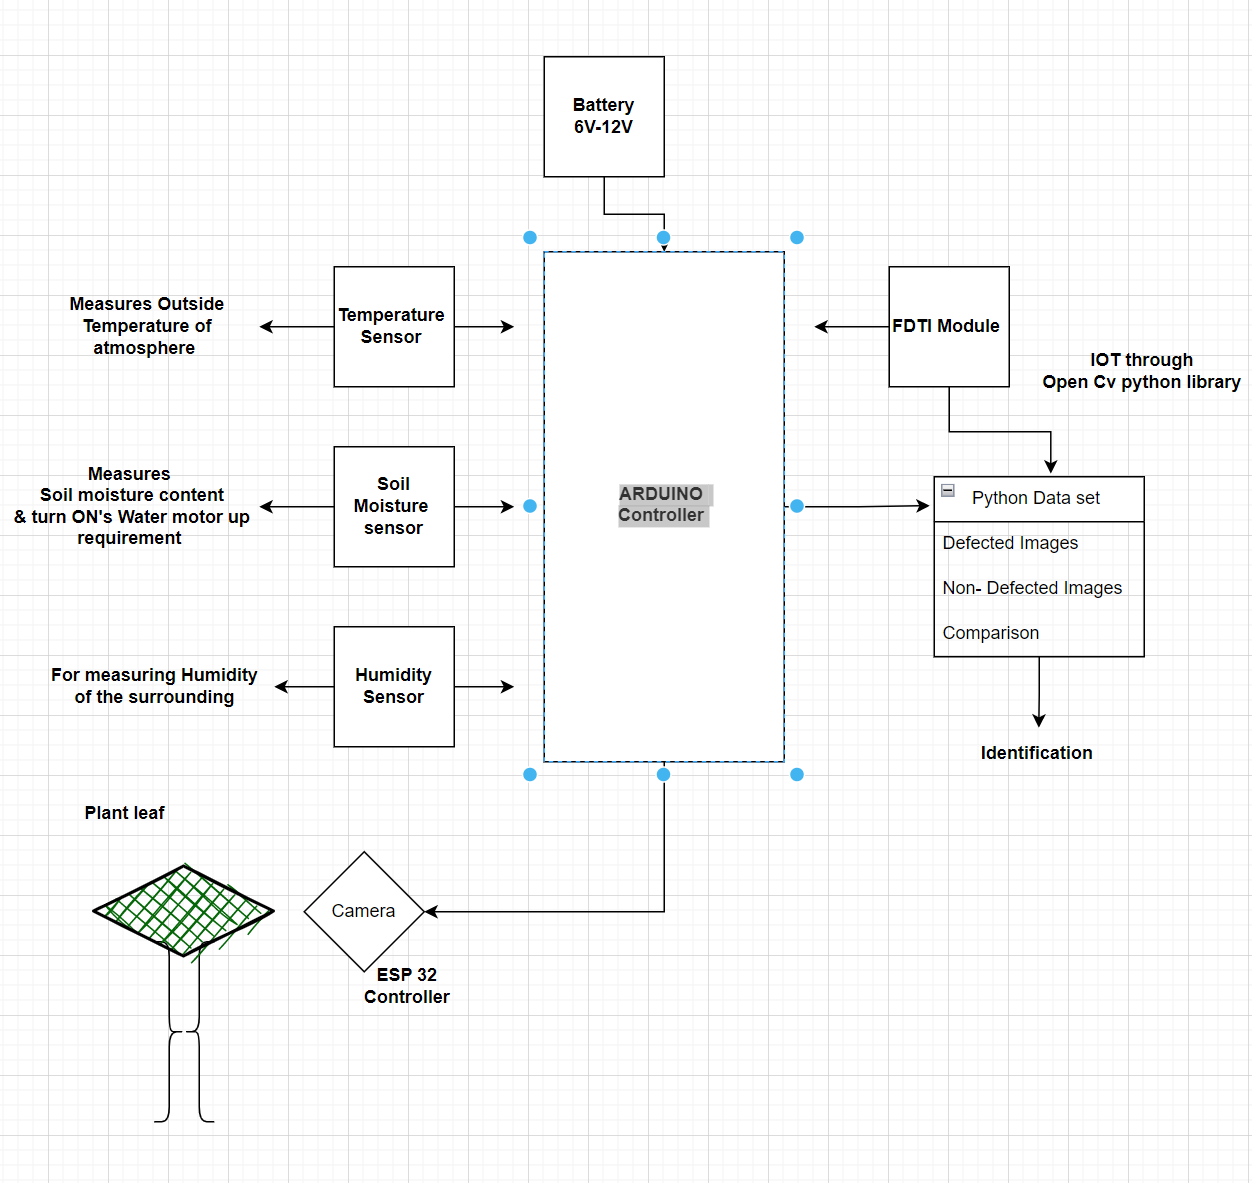 Battery
6V-12V
Measures Outside
Temperature of
atmosphere
Temperature
Sensor
FDTI Module
IOT through
Open Cv python library
Measures
Soil moisture content
& turn ON's Water motor up
requirement
Soil
Moisture
sensor
ARDUINO
Controller
Python Data set
Defected Images
Non- Defected Images
Comparison
For measuring Humidity
of the surrounding
Humidity
Sensor
Identification
Plant leaf
Camera
ESP 32
Controller